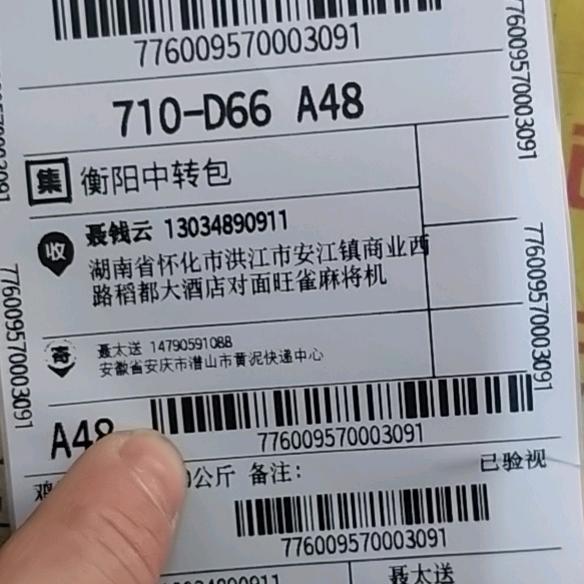 776009570003091
776009570003091
710-D66 A48
集 衡阳中转包
收 聂钱云 13034890911
湖南省怀化市洪江市安江镇商业西
路稻都大酒店对面旺雀麻将机
776009570003091
776009570003091
寄 聂太送 14790591088
安徽省安庆市潜山市黄泥快递中心
A48
776009570003091
公斤 备注:
已验视
776009570003091
聂太送